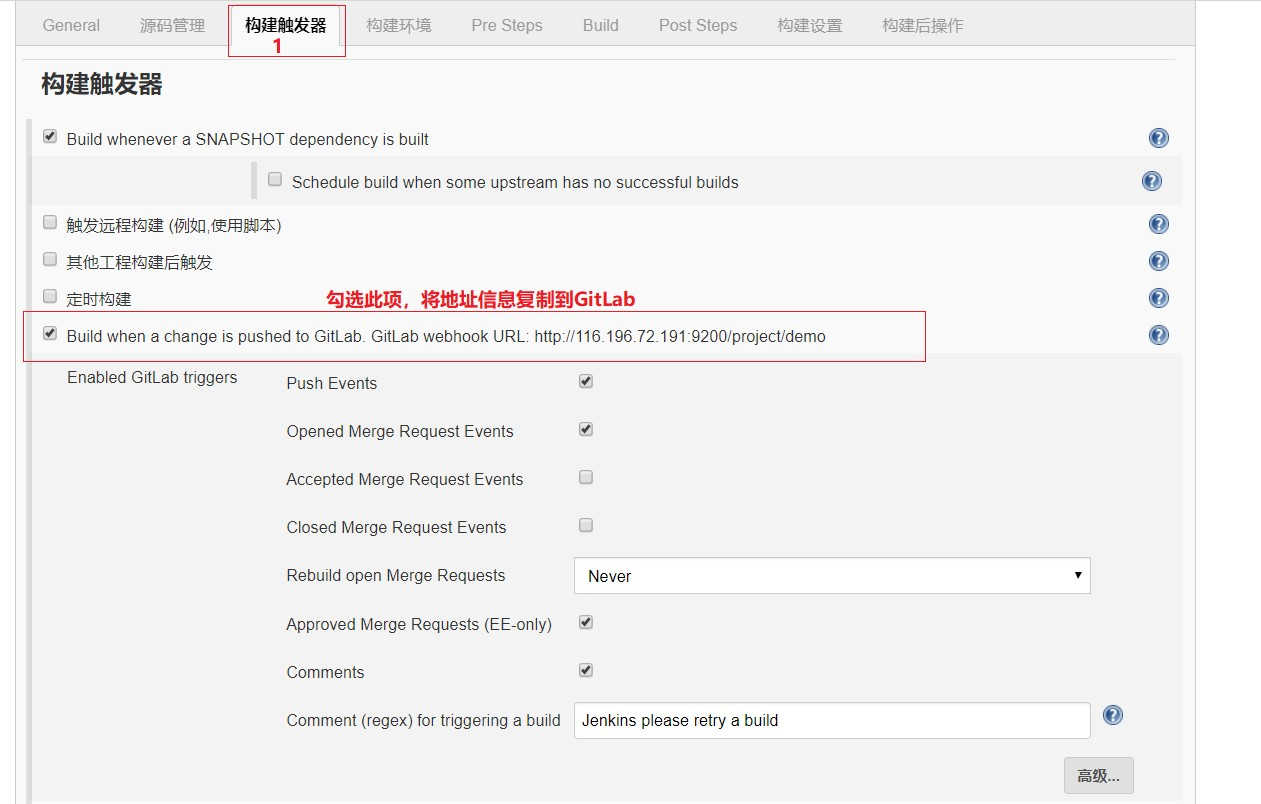 General 源码管理 构建触发器 构建环境 Pre Steps Build Post Steps 构建设置 构建后操作
1
构建触发器
Build whenever a SNAPSHOT dependency is built
Schedule build when some upstream has no successful builds
触发远程构建 (例如,使用脚本)
其他工程构建后触发
定时构建
勾选此项，将地址信息复制到GitLab
Build when a change is pushed to GitLab. GitLab webhook URL: http://116.196.72.191:9200/project/demo
Enabled GitLab triggers
Push Events
Opened Merge Request Events
Accepted Merge Request Events
Closed Merge Request Events
Rebuild open Merge Requests Never
Approved Merge Requests (EE-only)
Comments
Comment (regex) for triggering a build Jenkins please retry a build
高级...